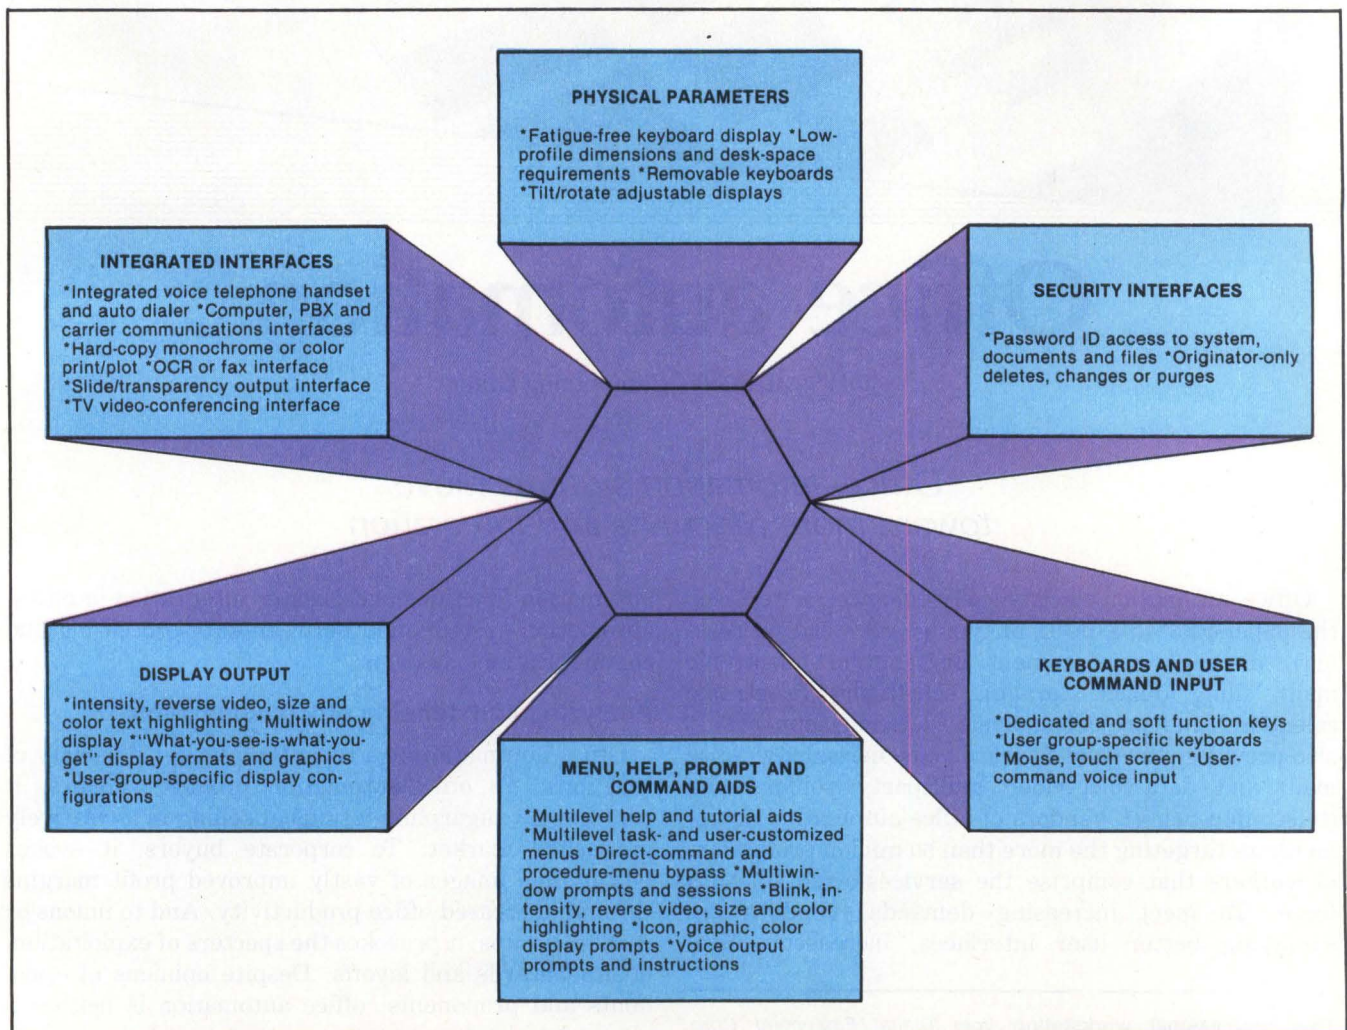 PHYSICAL PARAMETERS
*Fatigue-free keyboard display *Low-
profile dimensions and desk-space
requirements *Removable keyboards
*Tilt/rotate adjustable displays
INTEGRATED INTERFACES
*Integrated voice telephone handset
and auto dialer *Computer, PBX and
carrier communications interfaces
*Hard-copy monochrome or color
print/plot *OCR or fax interface
*Slide/transparency output interface
*TV video-conferencing interface
SECURITY INTERFACES
*Password ID access to system,
documents and files *Originator-only
deletes, changes or purges
DISPLAY OUTPUT
*Intensity, reverse video, size and
color text highlighting *Multiwindow
display *"What-you-see-is-what-you-
get" display formats and graphics
*User-group-specific display con-
figurations
MENU, HELP, PROMPT AND
COMMAND AIDS
*Multilevel help and tutorial aids
*Multilevel task- and user-customized
menus *Direct-command and
procedure-menu bypass *Multiwin-
dow prompts and sessions *Blink, in-
tensity, reverse video, size and color
highlighting *Icon, graphic, color
display prompts *Voice output
prompts and instructions
KEYBOARDS AND USER
COMMAND INPUT
*Dedicated and soft function keys
*User group-specific keyboards
*Mouse, touch screen *User-
command voice input